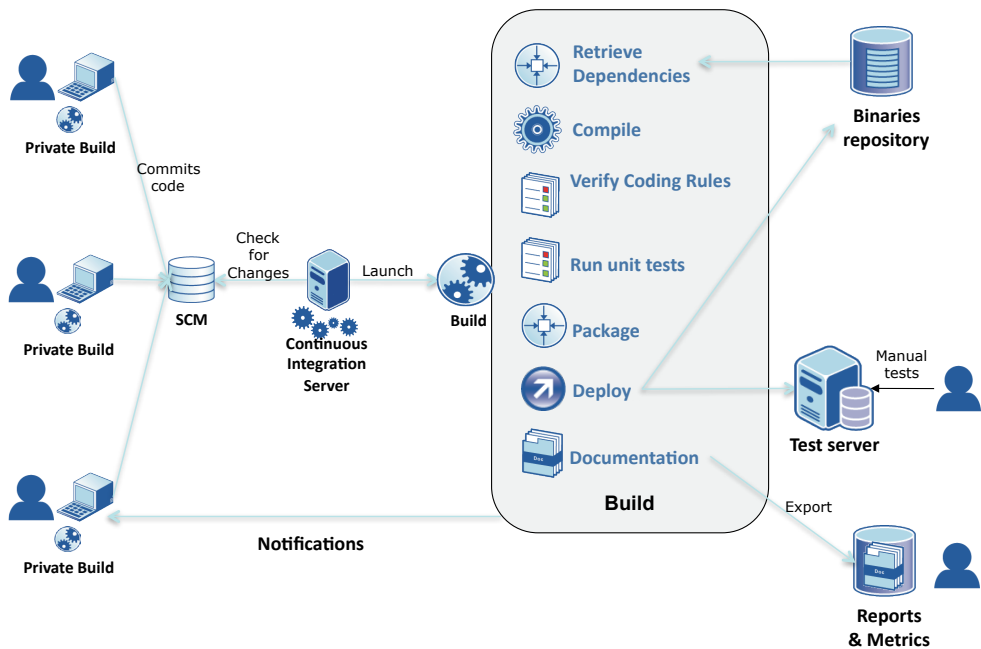 Private Build
Commits
code
Private Build
SCM
Check
for
Changes
Continuous
Integration
Server
Launch
Build
Private Build
Notifications
Retrieve
Dependencies
Compile
Verify Coding Rules
Run unit tests
Package
Deploy
Doc
Documentation
Build
Binaries
repository
Manual
tests
Test server
Export
Doc
Reports
& Metrics